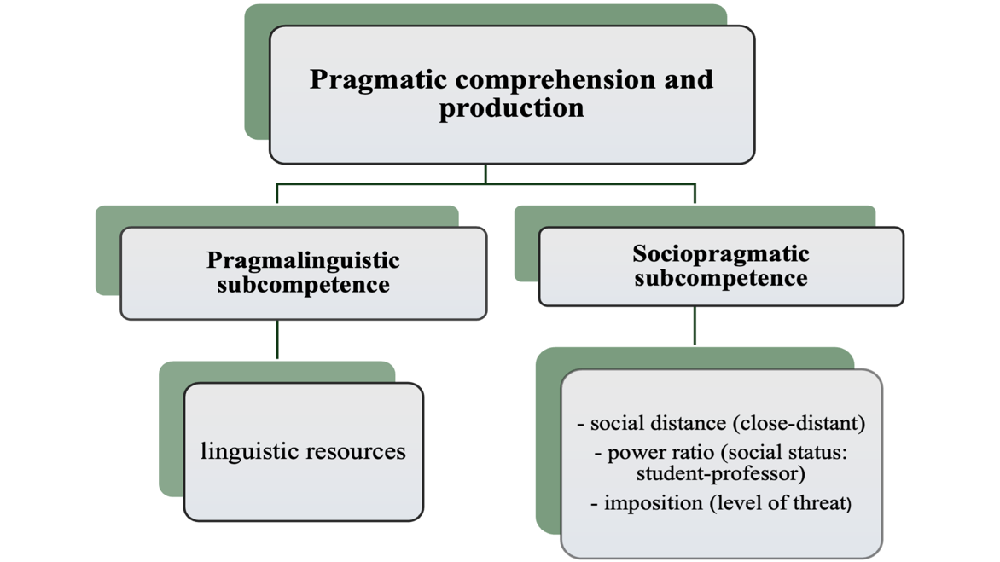 Pragmatic comprehension and
production
Pragmalinguistic
subcompetence
Sociopragmatic
subcompetence
linguistic resources
- social distance (close-distant)
- power ratio (social status:
student-professor)
- imposition (level of threat)